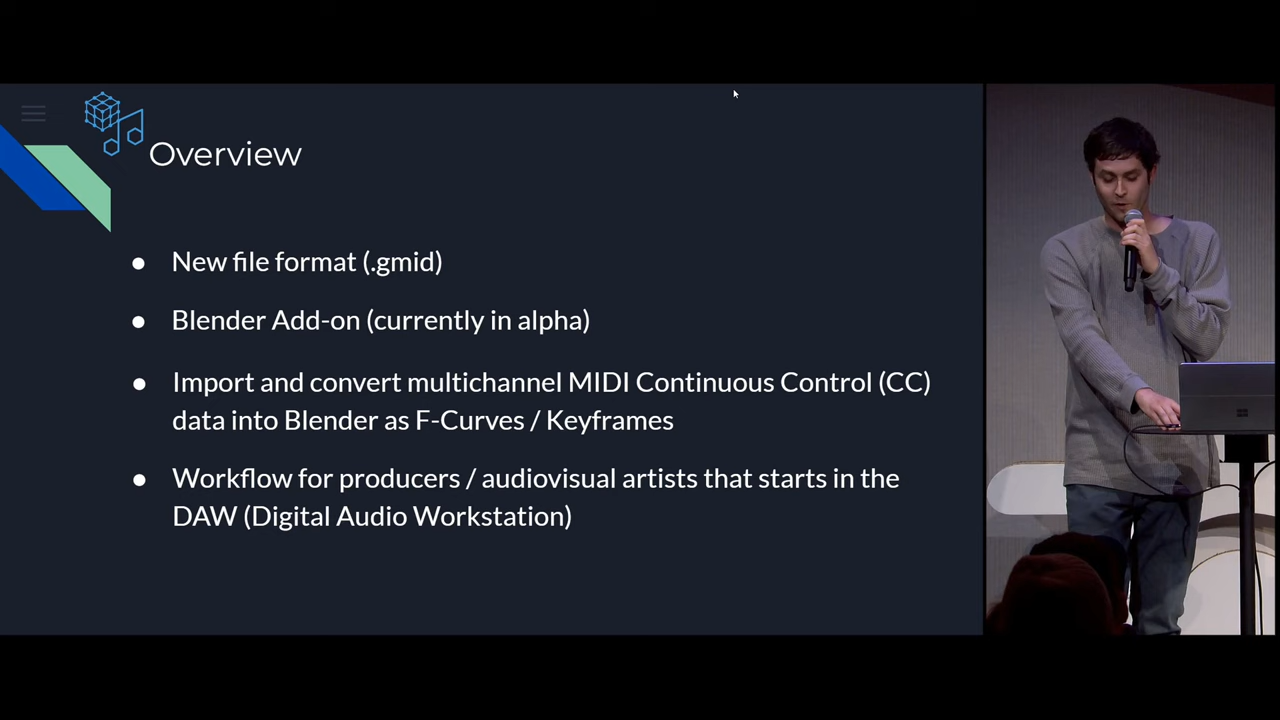 Overview
● New file format (.gmid)
● Blender Add-on (currently in alpha)
● Import and convert multichannel MIDI Continuous Control (CC)
data into Blender as F-Curves / Keyframes
● Workflow for producers / audiovisual artists that starts in the
DAW (Digital Audio Workstation)